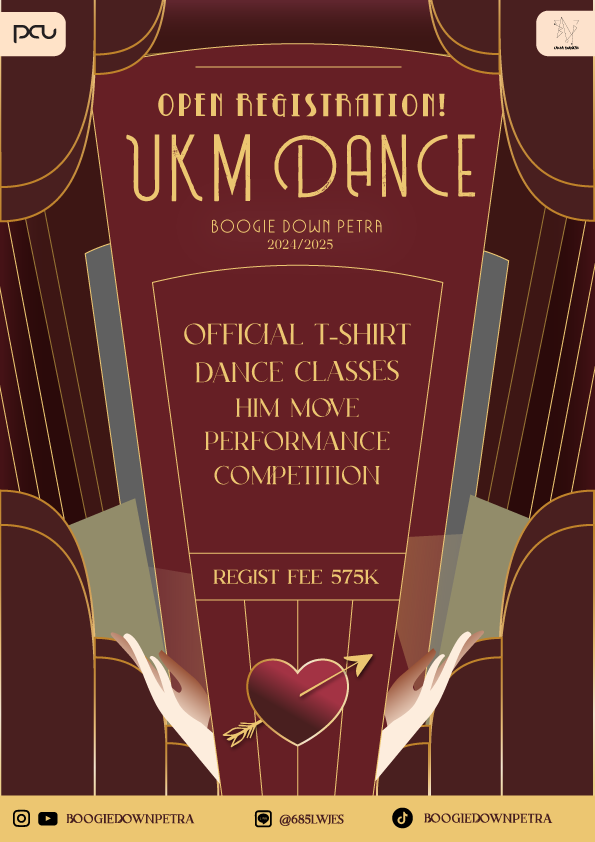 PCU
OPEN REGISTRATION!
UKM DANCE
BOOGIE DOWN PETRA
2024/2025
OFFICIAL T-SHIRT
DANCE CLASSES
HIM MOVE
PERFORMANCE
COMPETITION
REGIST FEE 575K
BOOGIEDOWNPETRA
@685LWJES
BOOGIEDOWNPETRA